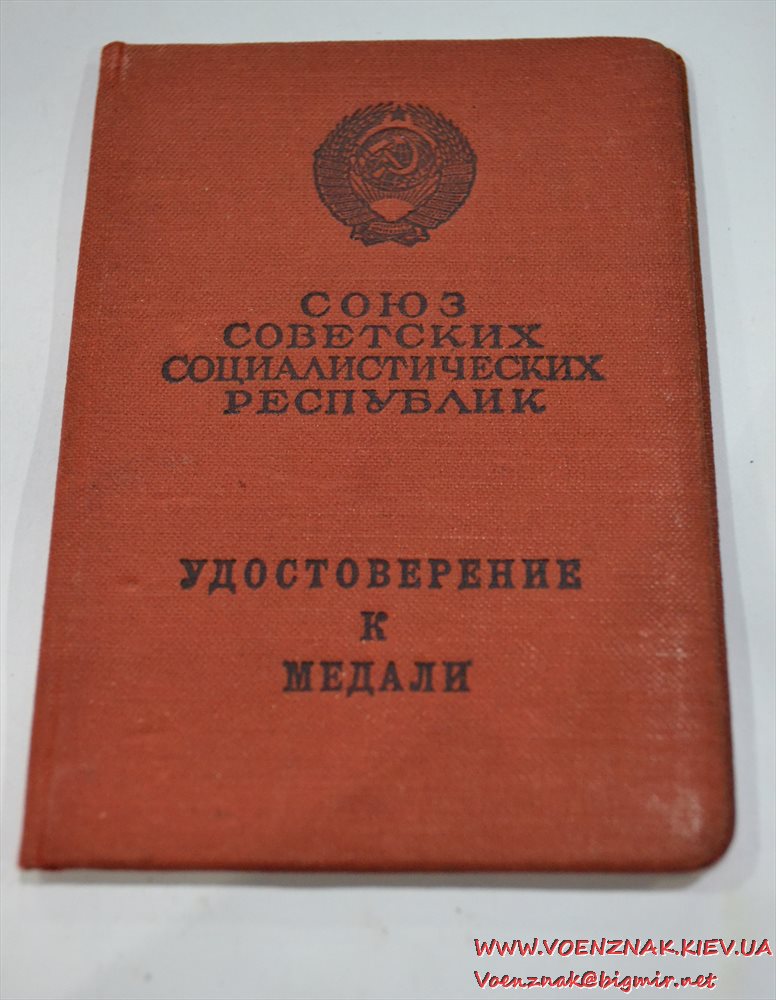 СОЮЗ
СОВЕТСКИХ
СОЦИАЛИСТИЧЕСКИХ
РЕСПУБЛИК
УДОСТОВЕРЕНИЕ
К
МЕДАЛИ
WWW.VOENZNAK.KIEV.UA
Voenznak@bigmir.net